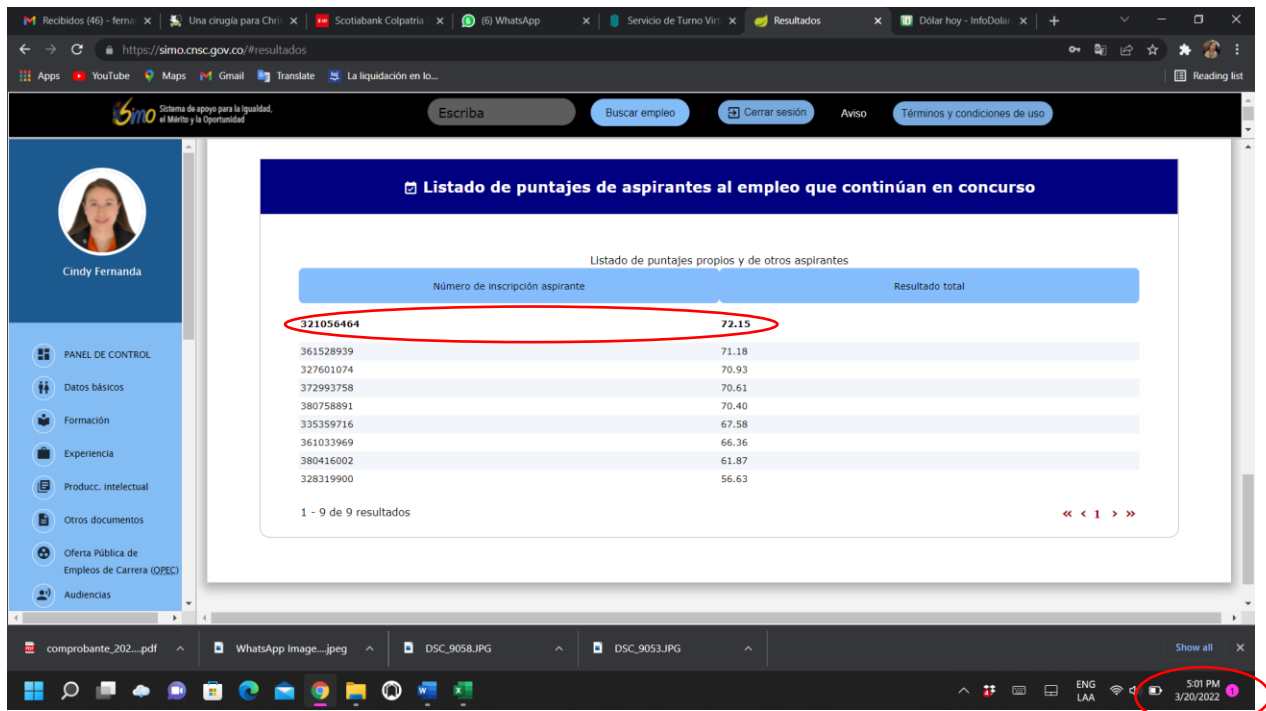 Recibidos (46) - fernar
Una cirugía para Chris
Scotiabank Colpatria
(6) WhatsApp
Servicio de Turno Virt
Resultados
Dólar hoy - InfoDolar
https://simo.cnsc.gov.co/#resultados
Apps YouTube Maps Gmail Translate La liquidación en lo... Reading list
Simo Sistema de apoyo para la Igualdad,
el Mérito y la Oportunidad
Escriba Buscar empleo Cerrar sesión Aviso Términos y condiciones de uso
Cindy Fernanda
PANEL DE CONTROL
Datos básicos
Formación
Experiencia
Producc. intelectual
Otros documentos
Oferta Pública de
Empleos de Carrera (OPEC)
Audiencias
Listado de puntajes de aspirantes al empleo que continúan en concurso
Listado de puntajes propios y de otros aspirantes
Número de inscripción aspirante Resultado total
321056464 72.15
361528939 71.18
327601074 70.93
372993758 70.61
380758891 70.40
335359716 67.58
361033969 66.36
380416002 61.87
328319900 56.63
1 - 9 de 9 resultados
« ‹ 1 › »
comprobante_202....pdf WhatsApp Image....jpeg DSC_9058.JPG DSC_9053.JPG Show all
ENG
LAA
5:01 PM
3/20/2022
1